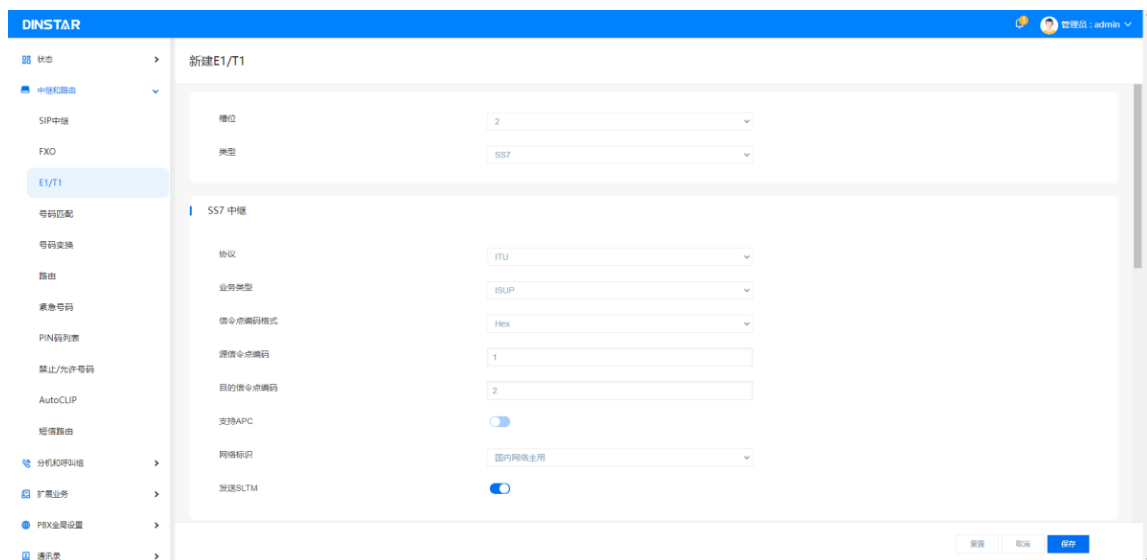 DINSTAR
1
管理员 : admin
状态
中继和路由
SIP中继
FXO
E1/T1
号码匹配
号码变换
路由
紧急号码
PIN码列表
禁止/允许号码
AutoCLIP
短信路由
分机和呼叫组
扩展业务
PBX全局设置
通讯录
新建E1/T1
槽位
2
类型
SS7
SS7 中继
协议
ITU
业务类型
ISUP
信令点编码格式
Hex
源信令点编码
1
目的信令点编码
2
支持APC
网络标识
国内网络主用
发送SLTM
重置
取消
保存